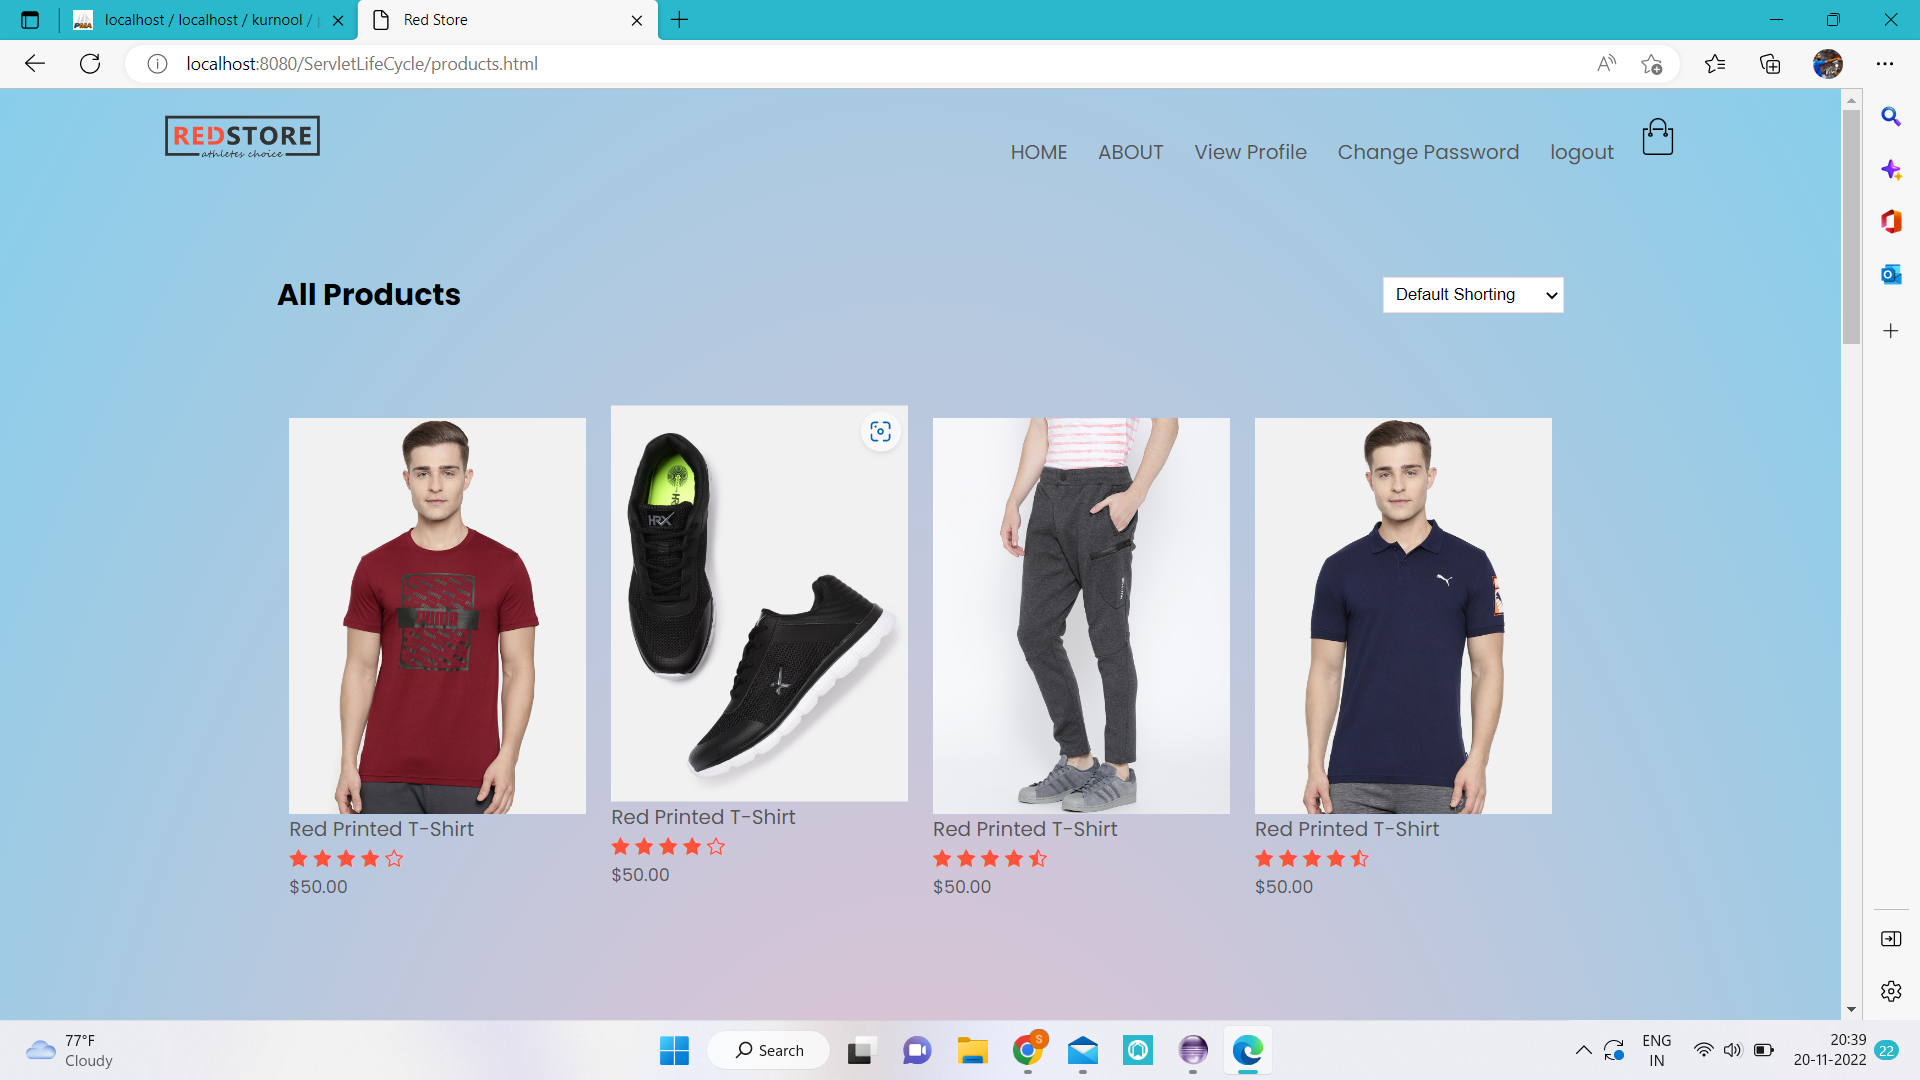 localhost / localhost / kurnool /
Red Store
localhost:8080/ServletLifeCycle/products.html
REDSTORE
athletes choice
HOME
ABOUT
View Profile
Change Password
logout
All Products
Default Shorting
HRX
PUMA
Red Printed T-Shirt
Red Printed T-Shirt
Red Printed T-Shirt
Red Printed T-Shirt
$50.00
$50.00
$50.00
$50.00
77°F
Cloudy
Search
S
ENG
IN
20:39
20-11-2022
22